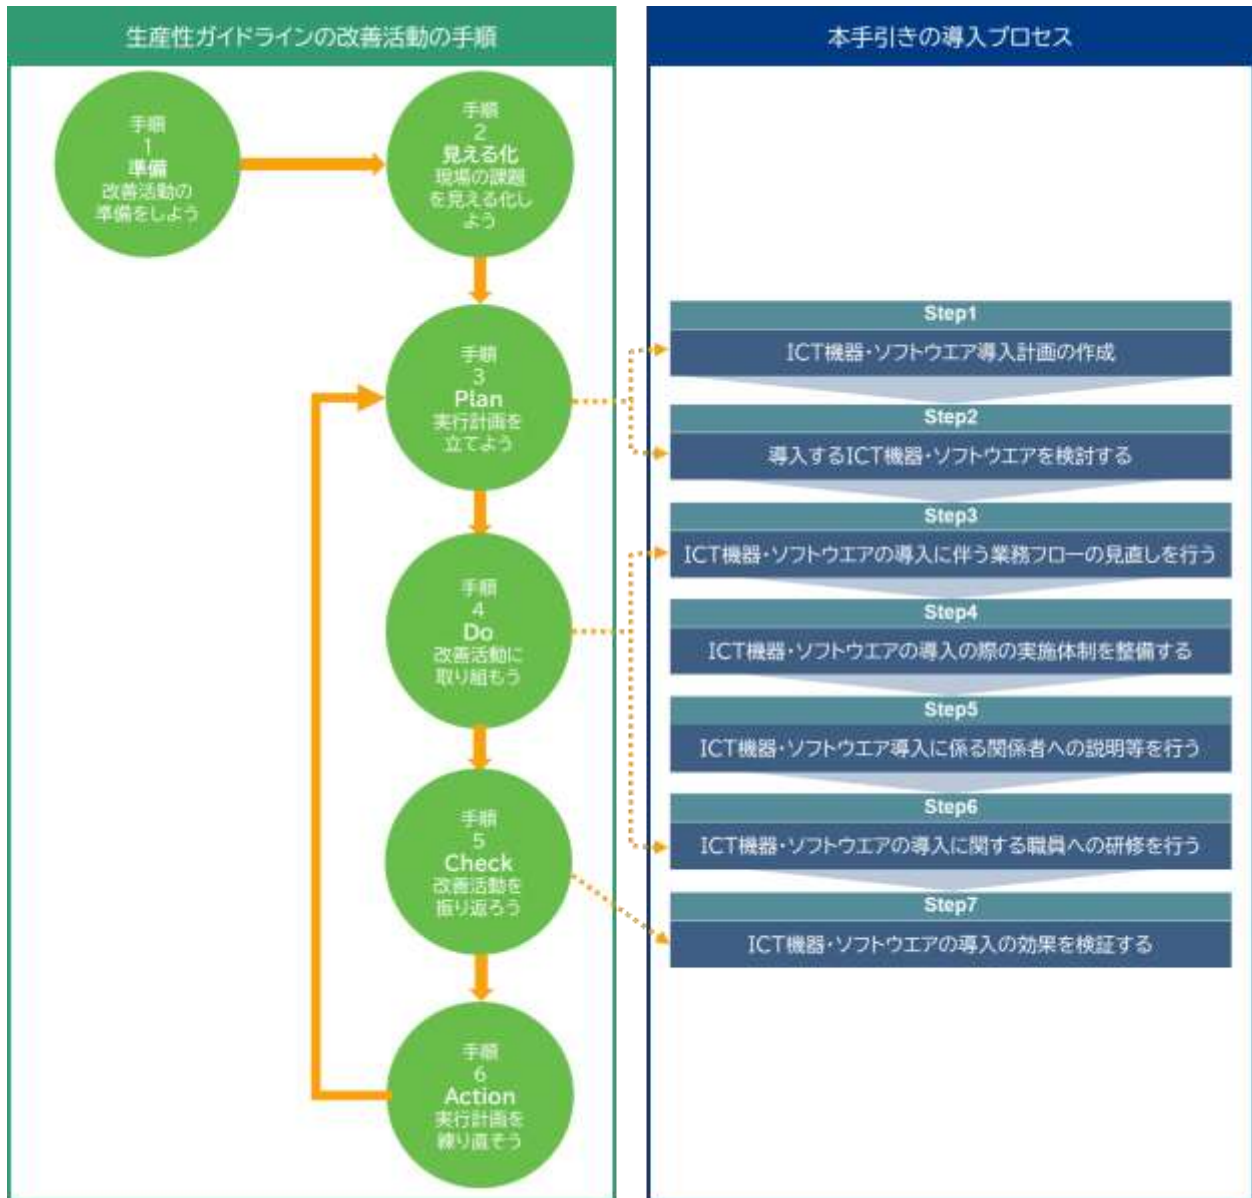 生産性ガイドラインの改善活動の手順
手順
1
準備
改善活動の
準備をしよう
手順
2
見える化
現場の課題
を見える化し
よう
手順
3
Plan
実行計画を
立てよう
手順
4
Do
改善活動に
取り組もう
手順
5
Check
改善活動を
振り返ろう
手順
6
Action
実行計画を
練り直そう
本手引きの導入プロセス
Step1
ICT機器・ソフトウエア導入計画の作成
Step2
導入するICT機器・ソフトウエアを検討する
Step3
ICT機器・ソフトウエアの導入に伴う業務フローの見直しを行う
Step4
ICT機器・ソフトウエアの導入の際の実施体制を整備する
Step5
ICT機器・ソフトウエア導入に係る関係者への説明等を行う
Step6
ICT機器・ソフトウエアの導入に関する職員への研修を行う
Step7
ICT機器・ソフトウエアの導入の効果を検証する